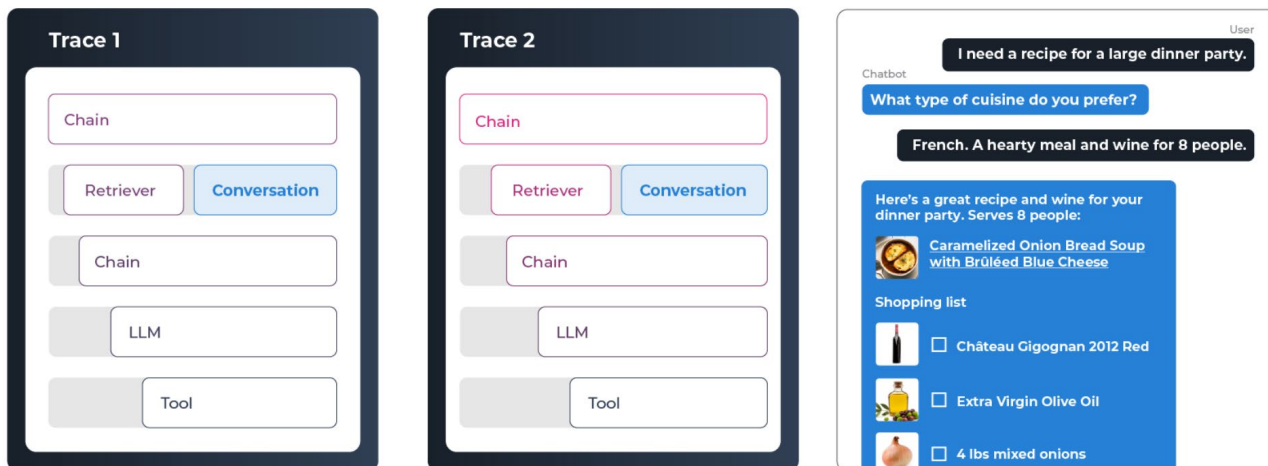 Trace 1
Chain
Retriever
Conversation
Chain
LLM
Tool
Trace 2
Chain
Retriever
Conversation
Chain
LLM
Tool
User
I need a recipe for a large dinner party.
Chatbot
What type of cuisine do you prefer?
French. A hearty meal and wine for 8 people.
Here's a great recipe and wine for your
dinner party. Serves 8 people:
Caramelized Onion Bread Soup
with Brûléed Blue Cheese
Shopping list
Château Gigognan 2012 Red
Extra Virgin Olive Oil
4 lbs mixed onions